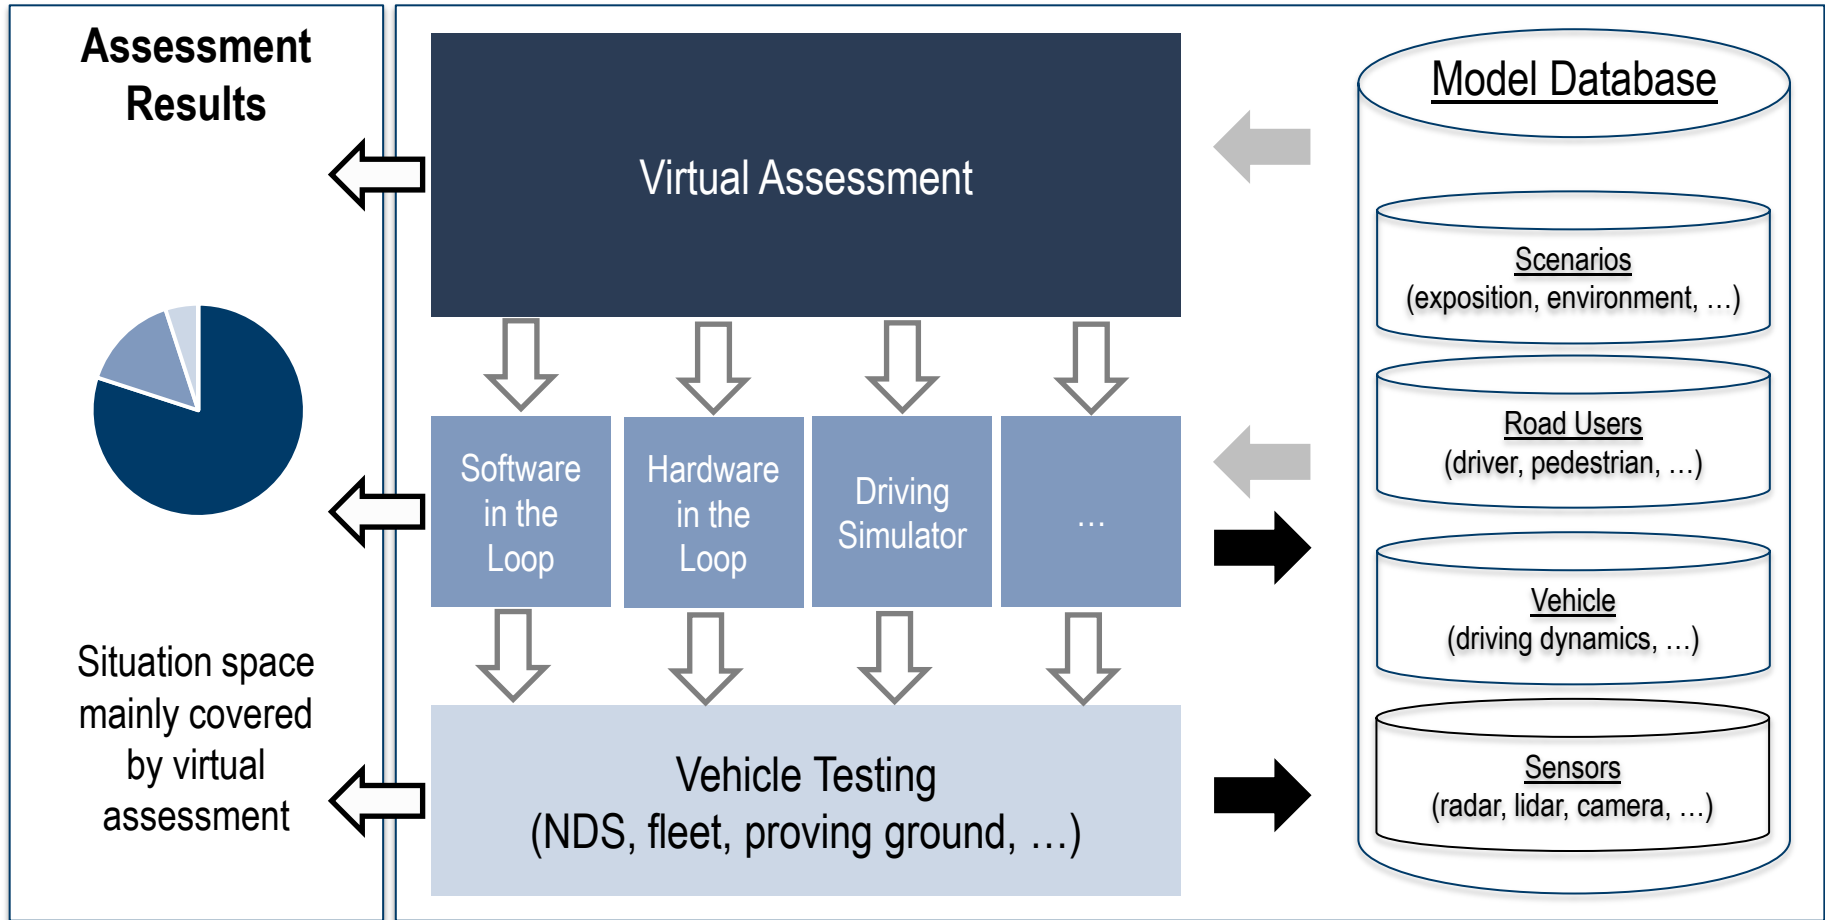 Assessment
Results
Situation space
mainly covered
by virtual
assessment
Virtual Assessment
Software
in the
Loop
Hardware
in the
Loop
Driving
Simulator
…
Vehicle Testing
(NDS, fleet, proving ground, …)
Model Database
Scenarios
(exposition, environment, …)
Road Users
(driver, pedestrian, …)
Vehicle
(driving dynamics, …)
Sensors
(radar, lidar, camera, …)